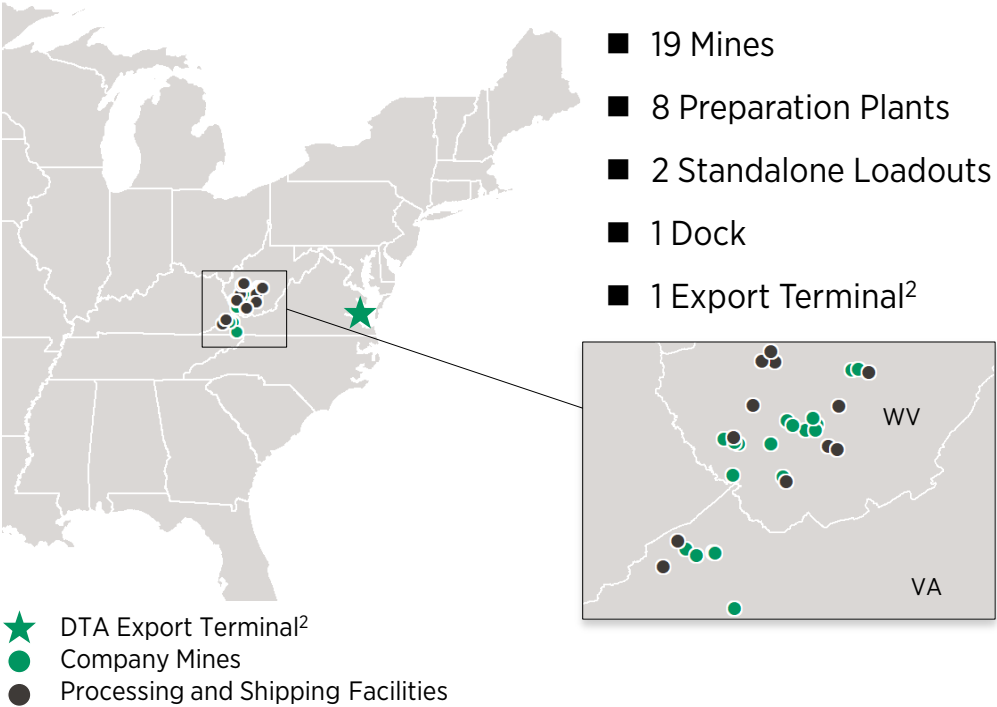 ■ 19 Mines
■ 8 Preparation Plants
■ 2 Standalone Loadouts
■ 1 Dock
■ 1 Export Terminal²
WV
VA
DTA Export Terminal²
Company Mines
Processing and Shipping Facilities